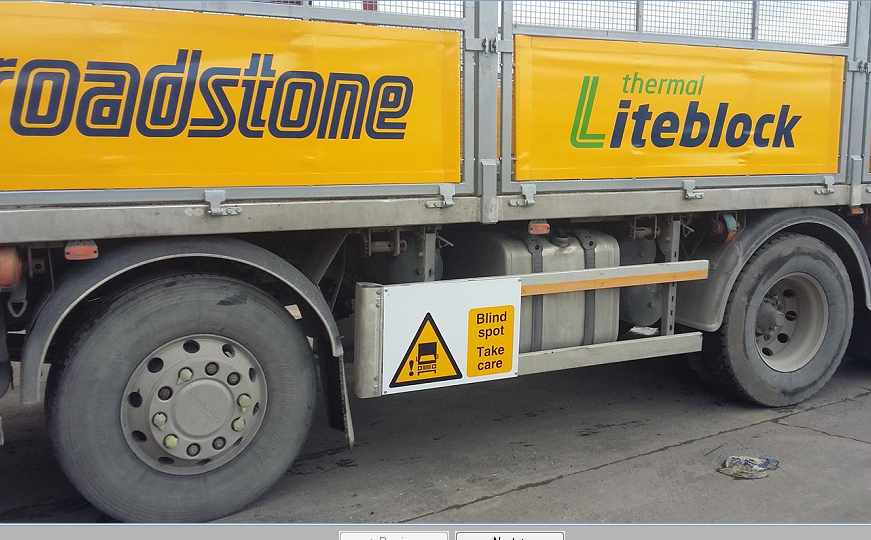 roadstone
thermal
Liteblock
Blind
spot
Take
care